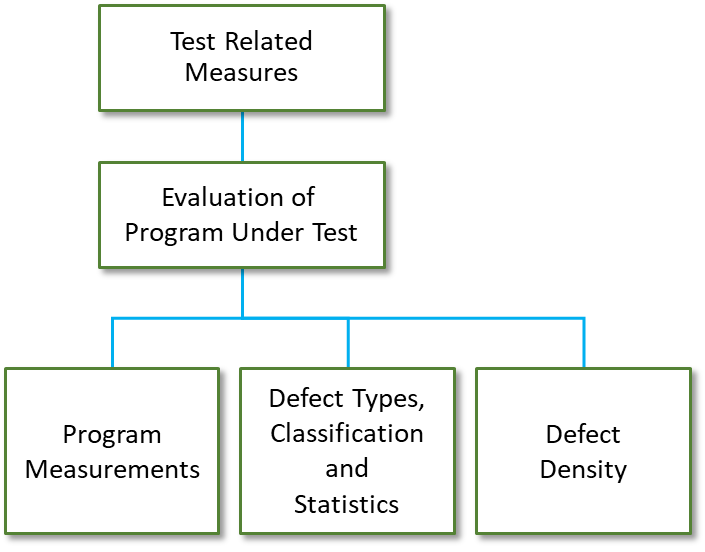 Test Related
Measures
Evaluation of
Program Under Test
Program
Measurements
Defect Types,
Classification
and
Statistics
Defect
Density